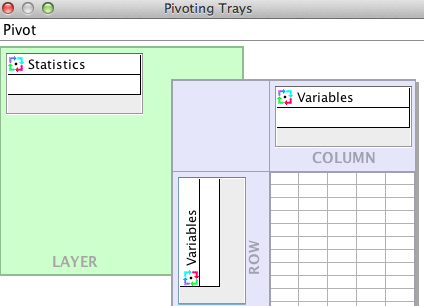 Pivoting Trays
Pivot
Statistics
Variables
COLUMN
Variables
ROW
LAYER